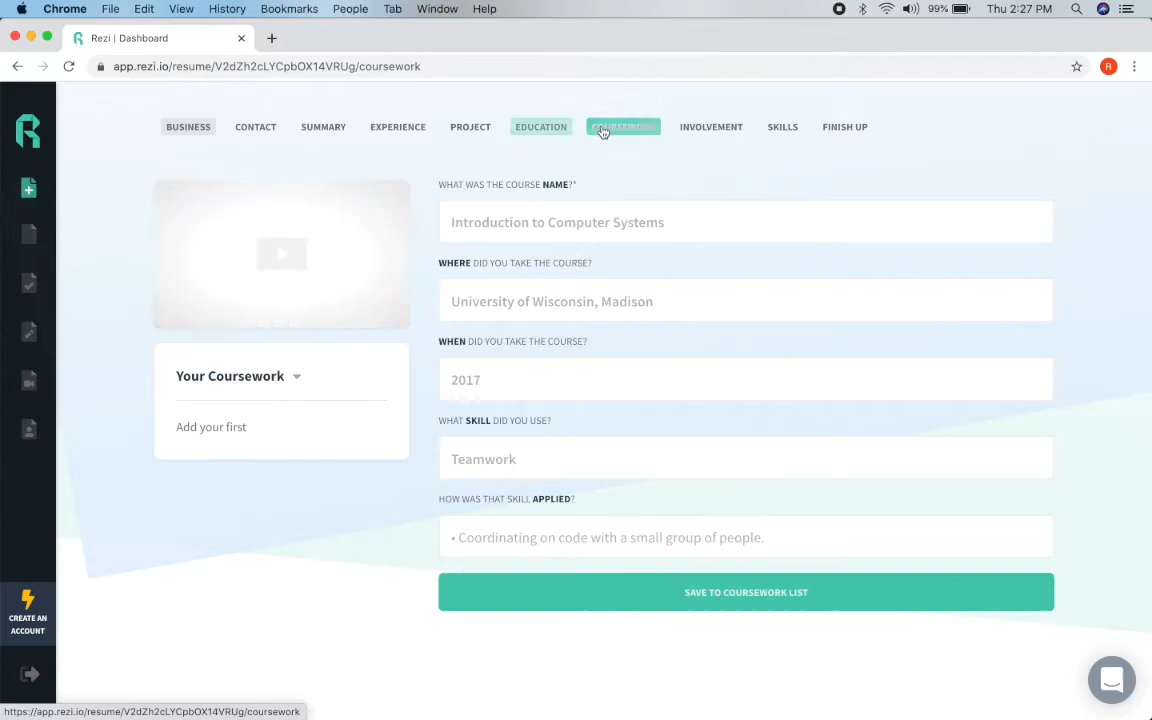 Chrome File Edit View History Bookmarks People Tab Window Help 99% Thu 2:27 PM
Rezi | Dashboard
app.rezi.io/resume/V2dZh2cLYCpbOX14VRUg/coursework
R
BUSINESS CONTACT SUMMARY EXPERIENCE PROJECT EDUCATION COURSEWORK INVOLVEMENT SKILLS FINISH UP
WHAT WAS THE COURSE NAME?*
Introduction to Computer Systems
WHERE DID YOU TAKE THE COURSE?
University of Wisconsin, Madison
WHEN DID YOU TAKE THE COURSE?
2017
WHAT SKILL DID YOU USE?
Teamwork
HOW WAS THAT SKILL APPLIED?
• Coordinating on code with a small group of people.
SAVE TO COURSEWORK LIST
Your Coursework
Add your first
CREATE AN
ACCOUNT
https://app.rezi.io/resume/V2dZh2cLYCpbOX14VRUg/coursework